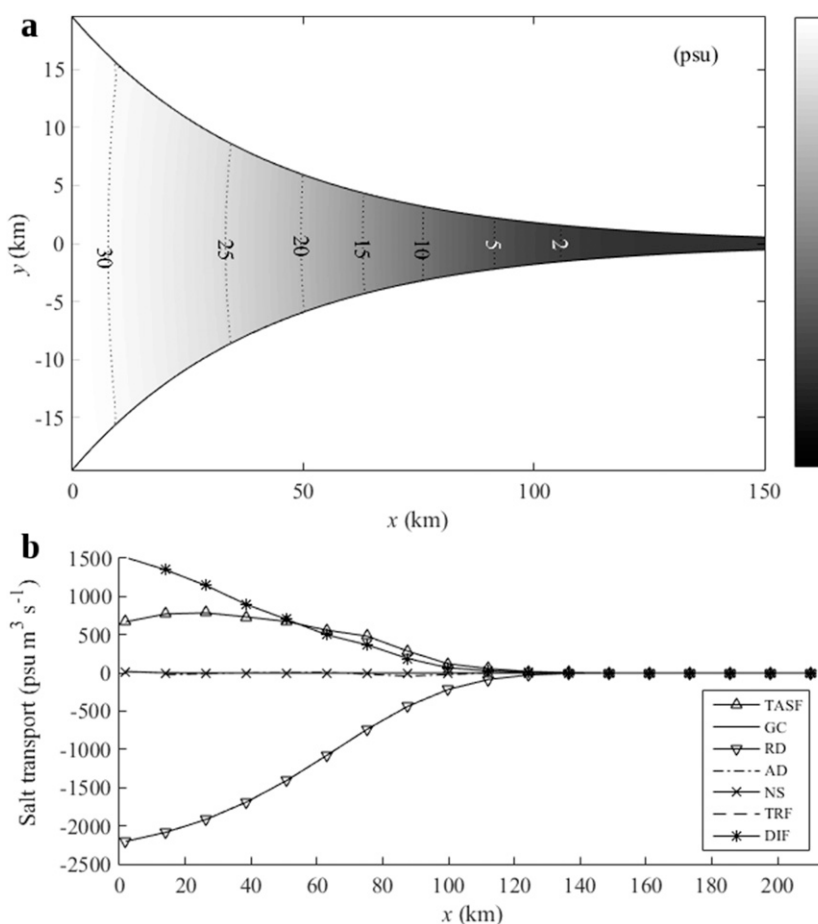 a
(psu)
15
10
5
0
-5
-10
-15
y (km)
30
25
20
15
10
5
2
0
50
100
150
x (km)
b
1500
1000
500
0
-500
-1000
-1500
-2000
-2500
Salt transport (psu m³ s⁻¹)
TASF
GC
RD
AD
NS
TRF
DIF
0
20
40
60
80
100
120
140
160
180
200
x (km)